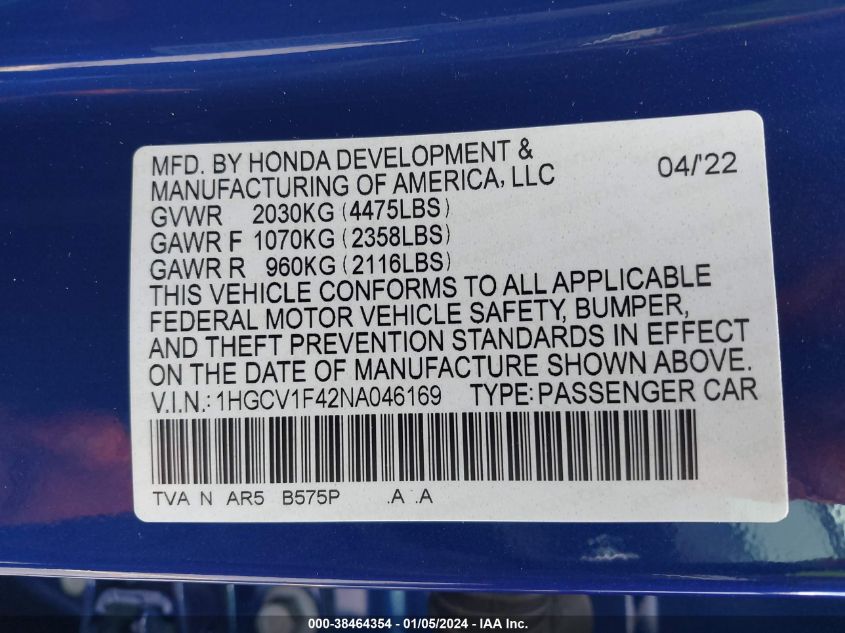 MFD. BY HONDA DEVELOPMENT &
MANUFACTURING OF AMERICA, LLC
04/'22
GVWR 2030KG (4475LBS)
GAWR F 1070KG (2358LBS)
GAWR R 960KG (2116LBS)
THIS VEHICLE CONFORMS TO ALL APPLICABLE
FEDERAL MOTOR VEHICLE SAFETY, BUMPER,
AND THEFT PREVENTION STANDARDS IN EFFECT
ON THE DATE OF MANUFACTURE SHOWN ABOVE.
V.I.N.: 1HGCV1F42NA046169 TYPE: PASSENGER CAR
TVA N AR5 B575P .A .A
000-38464354 - 01/05/2024 - IAA Inc.